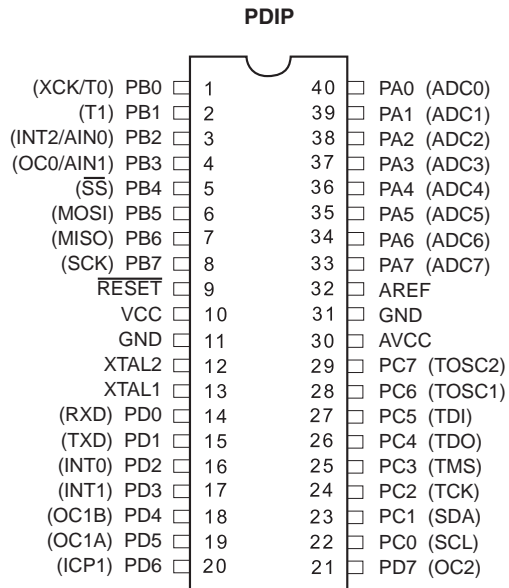 PDIP
(XCK/T0) PB0 1 40 PA0 (ADC0)
(T1) PB1 2 39 PA1 (ADC1)
(INT2/AIN0) PB2 3 38 PA2 (ADC2)
(OC0/AIN1) PB3 4 37 PA3 (ADC3)
(S̅S̅) PB4 5 36 PA4 (ADC4)
(MOSI) PB5 6 35 PA5 (ADC5)
(MISO) PB6 7 34 PA6 (ADC6)
(SCK) PB7 8 33 PA7 (ADC7)
R̅E̅S̅E̅T̅ 9 32 AREF
VCC 10 31 GND
GND 11 30 AVCC
XTAL2 12 29 PC7 (TOSC2)
XTAL1 13 28 PC6 (TOSC1)
(RXD) PD0 14 27 PC5 (TDI)
(TXD) PD1 15 26 PC4 (TDO)
(INT0) PD2 16 25 PC3 (TMS)
(INT1) PD3 17 24 PC2 (TCK)
(OC1B) PD4 18 23 PC1 (SDA)
(OC1A) PD5 19 22 PC0 (SCL)
(ICP1) PD6 20 21 PD7 (OC2)